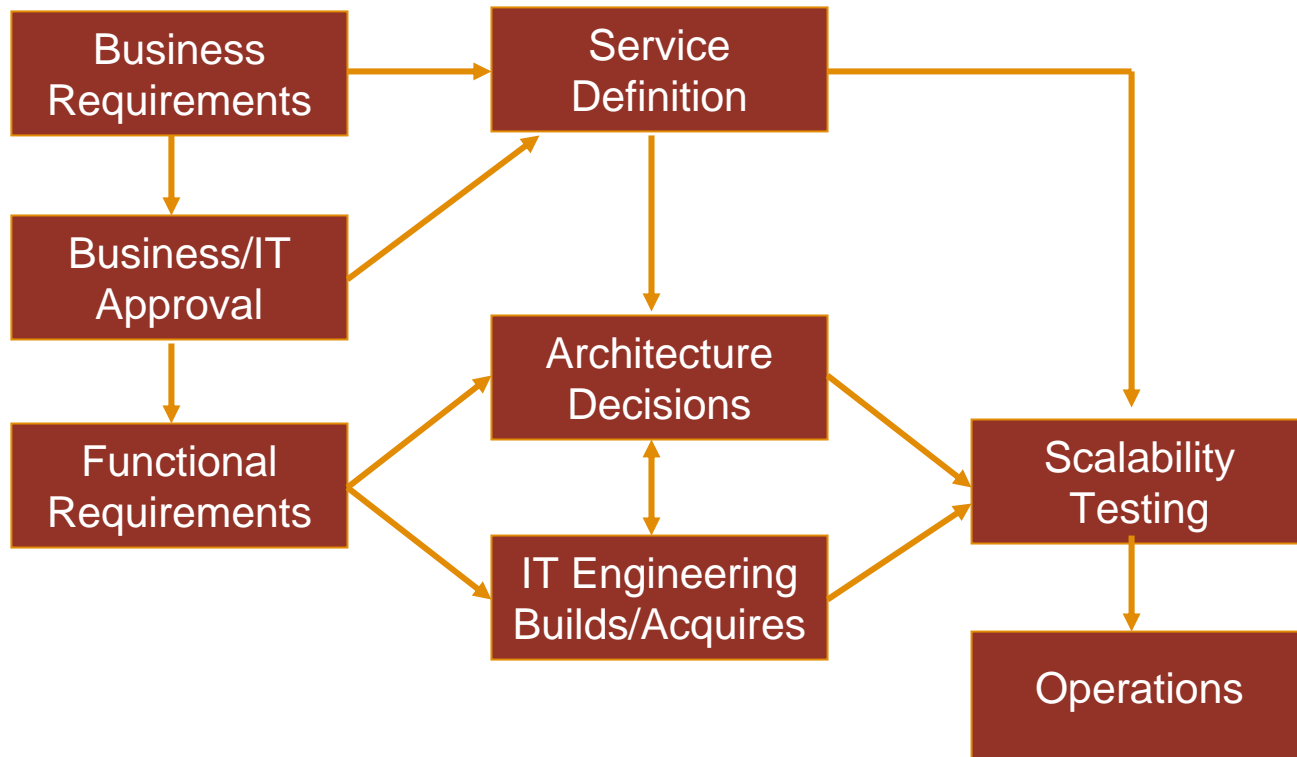 Business
Requirements
Service
Definition
Business/IT
Approval
Architecture
Decisions
Functional
Requirements
Scalability
Testing
IT Engineering
Builds/Acquires
Operations